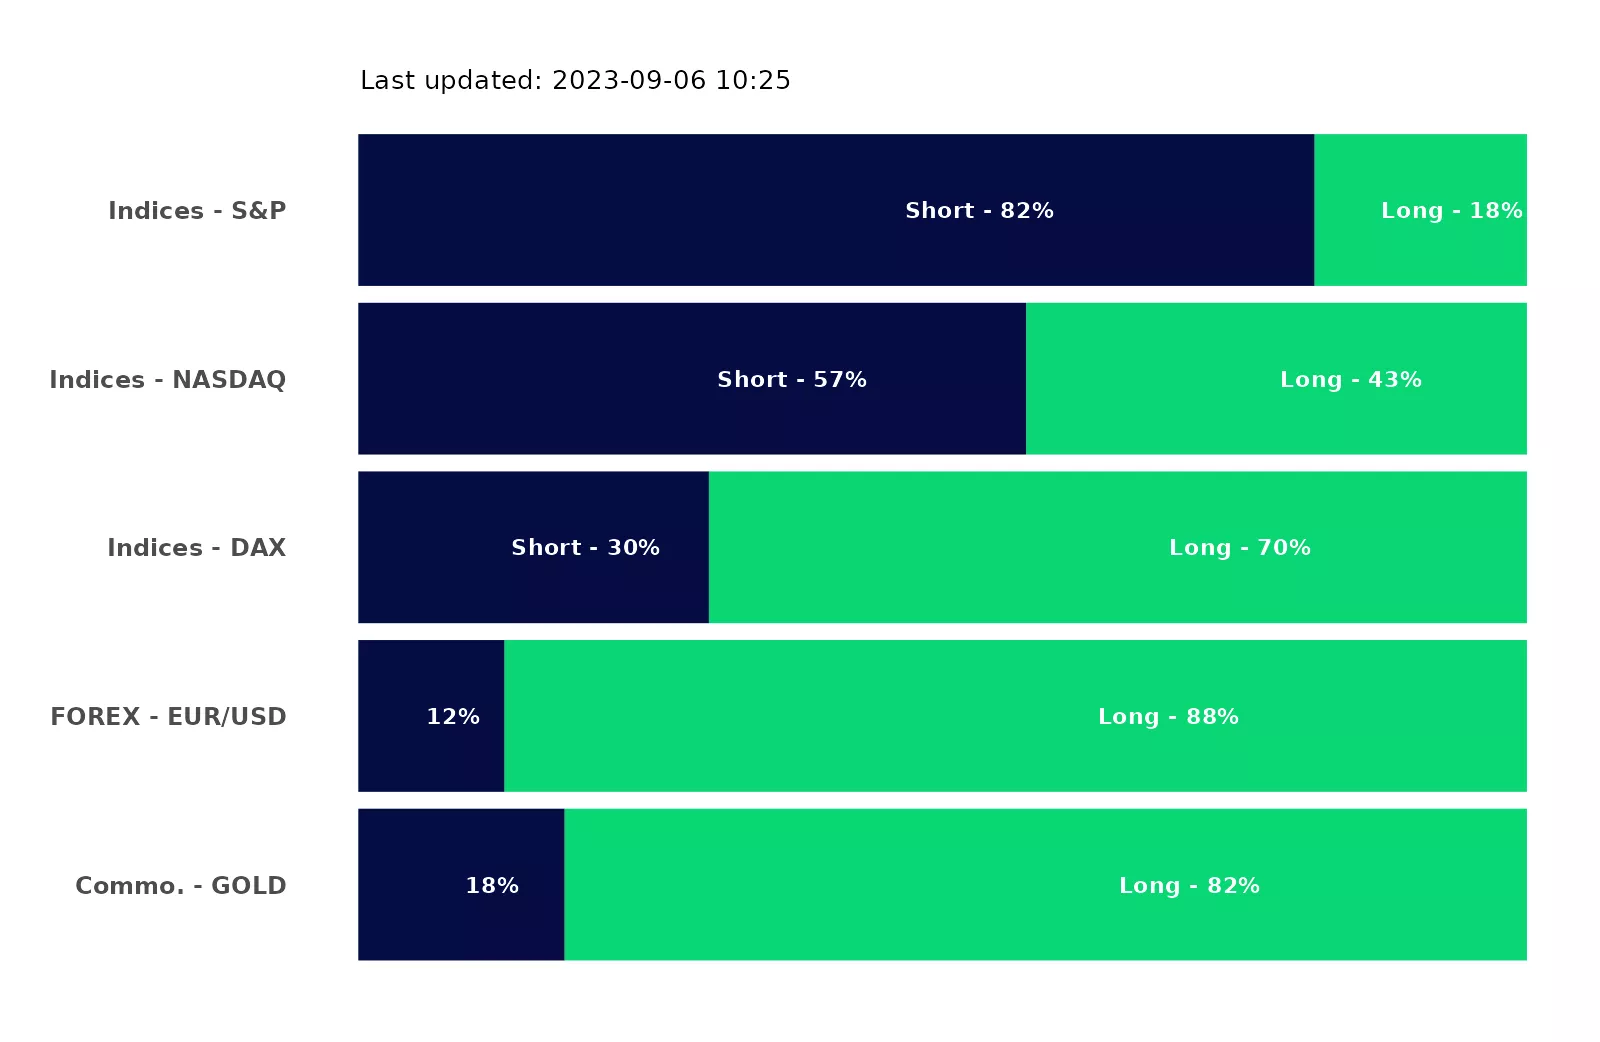 Last updated: 2023-09-06 10:25
Indices - S&P Short - 82% Long - 18%
Indices - NASDAQ Short - 57% Long - 43%
Indices - DAX Short - 30% Long - 70%
FOREX - EUR/USD 12% Long - 88%
Commo. - GOLD 18% Long - 82%